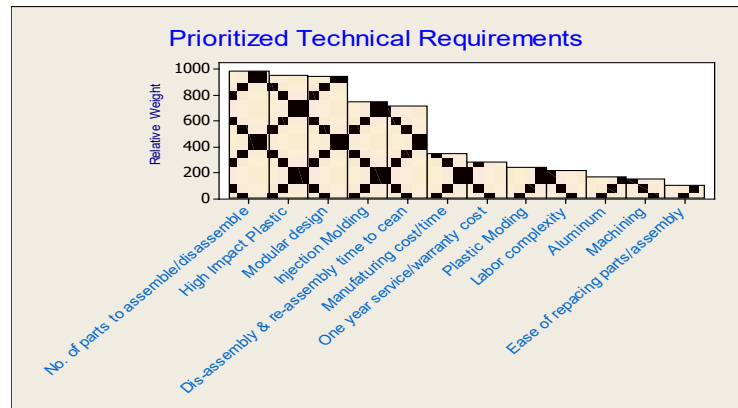 Prioritized Technical Requirements
Relative Weight
1000
800
600
400
200
0
No. of parts to assemble/disassemble
High Impact Plastic
Modular design
Injection Molding
Dis-assembly & re-assembly time to cean
Manufaturing cost/time
One year service/warranty cost
Plastic Moding
Labor complexity
Aluminum
Machining
Ease of repacing parts/assembly